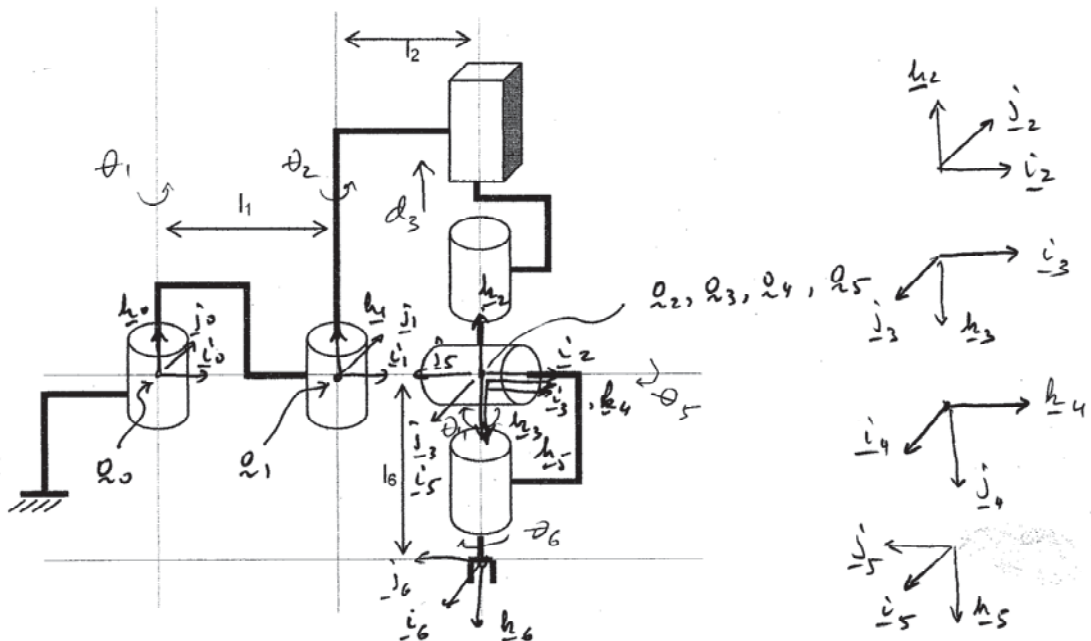 l₂
θ₁
θ₂
l₁
d₃
k₀
j₀
i₀
k₁
j₁
i₁
k₂
i₂
j₅
i₃, k₄
θ₅
O₂, O₃, O₄, O₅
O₀
O₁
θ₄
k₃
j₃
i₅
k₅
l₆
θ₆
j₆
i₆
k₆
k₂
j₂
i₂
i₃
j₃
k₃
k₄
i₄
j₄
j₅
i₅
k₅